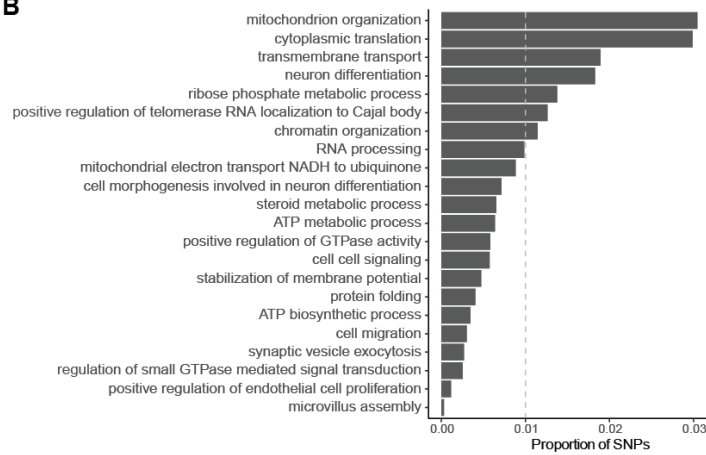 B
mitochondrion organization
cytoplasmic translation
transmembrane transport
neuron differentiation
ribose phosphate metabolic process
positive regulation of telomerase RNA localization to Cajal body
chromatin organization
RNA processing
mitochondrial electron transport NADH to ubiquinone
cell morphogenesis involved in neuron differentiation
steroid metabolic process
ATP metabolic process
positive regulation of GTPase activity
cell cell signaling
stabilization of membrane potential
protein folding
ATP biosynthetic process
cell migration
synaptic vesicle exocytosis
regulation of small GTPase mediated signal transduction
positive regulation of endothelial cell proliferation
microvillus assembly
0.00 0.01 0.02 0.03
Proportion of SNPs